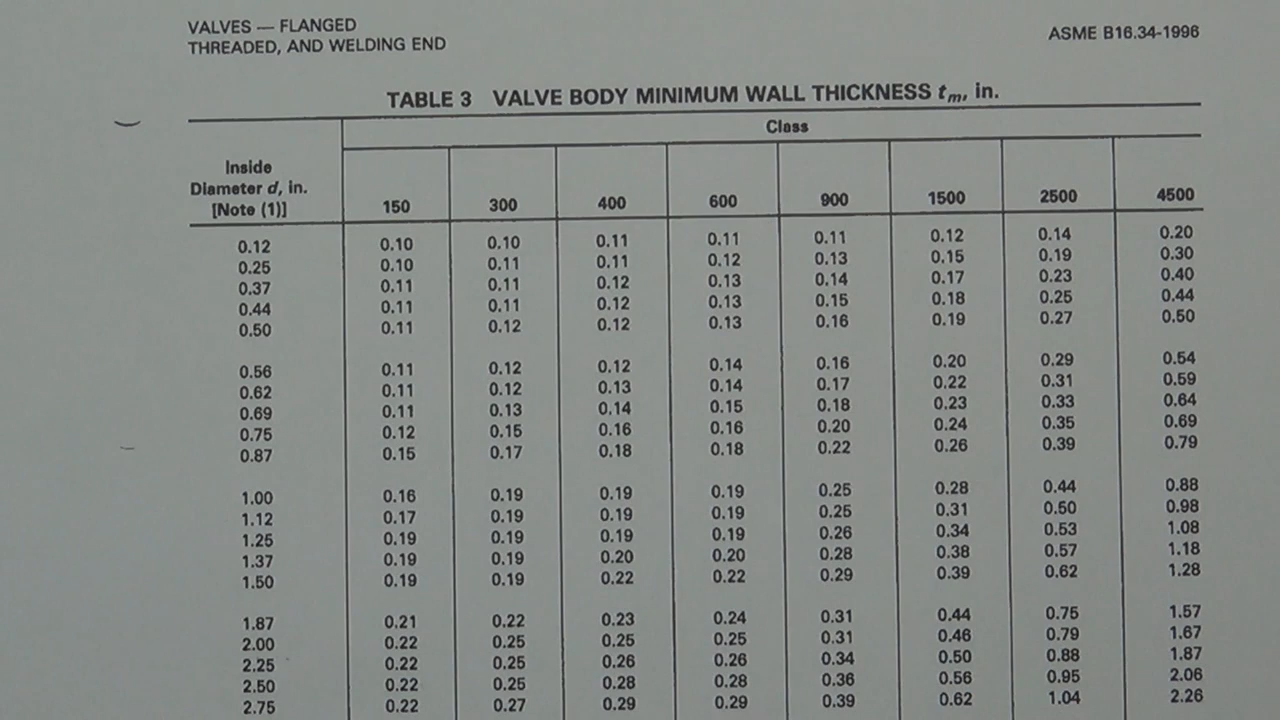 VALVES — FLANGED
THREADED, AND WELDING END
ASME B16.34-1996
TABLE 3 VALVE BODY MINIMUM WALL THICKNESS tm, in.
Class
Inside
Diameter d, in.
[Note (1)]
150 300 400 600 900 1500 2500 4500
0.12 0.10 0.10 0.11 0.11 0.11 0.12 0.14 0.20
0.25 0.10 0.11 0.11 0.12 0.13 0.15 0.19 0.30
0.37 0.11 0.11 0.12 0.13 0.14 0.17 0.23 0.40
0.44 0.11 0.11 0.12 0.13 0.15 0.18 0.25 0.44
0.50 0.11 0.12 0.12 0.13 0.16 0.19 0.27 0.50
0.56 0.11 0.12 0.12 0.14 0.16 0.20 0.29 0.54
0.62 0.11 0.12 0.13 0.14 0.17 0.22 0.31 0.59
0.69 0.11 0.13 0.14 0.15 0.18 0.23 0.33 0.64
0.75 0.12 0.15 0.16 0.16 0.20 0.24 0.35 0.69
0.87 0.15 0.17 0.18 0.18 0.22 0.26 0.39 0.79
1.00 0.16 0.19 0.19 0.19 0.25 0.28 0.44 0.88
1.12 0.17 0.19 0.19 0.19 0.25 0.31 0.50 0.98
1.25 0.19 0.19 0.19 0.19 0.26 0.34 0.53 1.08
1.37 0.19 0.19 0.20 0.20 0.28 0.38 0.57 1.18
1.50 0.19 0.19 0.22 0.22 0.29 0.39 0.62 1.28
1.87 0.21 0.22 0.23 0.24 0.31 0.44 0.75 1.57
2.00 0.22 0.25 0.25 0.25 0.31 0.46 0.79 1.67
2.25 0.22 0.25 0.26 0.26 0.34 0.50 0.88 1.87
2.50 0.22 0.25 0.28 0.28 0.36 0.56 0.95 2.06
2.75 0.22 0.27 0.29 0.29 0.39 0.62 1.04 2.26